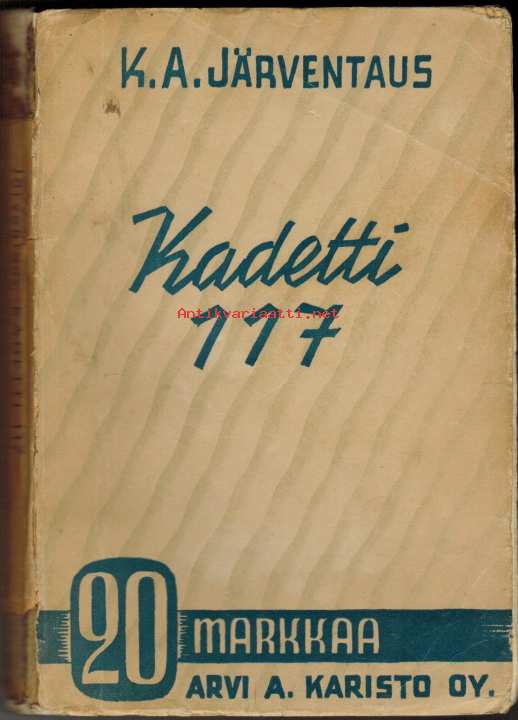 K.A.JÄRVENTAUS
Kadetti
Antikvariaatti.net
117
20 MARKKAA
ARVI A. KARISTO OY.